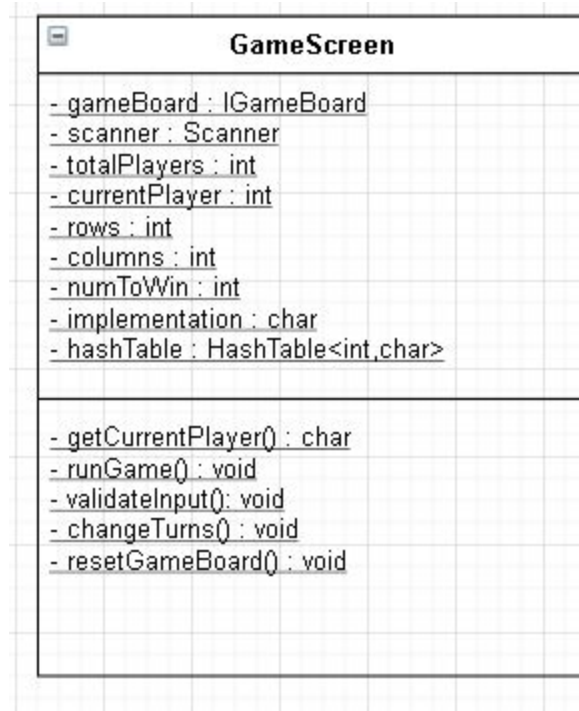 GameScreen
- gameBoard : IGameBoard
- scanner : Scanner
- totalPlayers : int
- currentPlayer : int
- rows : int
- columns : int
- numToWin : int
- implementation : char
- hashTable : HashTable<int,char>
- getCurrentPlayer() : char
- runGame() : void
- validateInput(): void
- changeTurns() : void
- resetGameBoard() : void